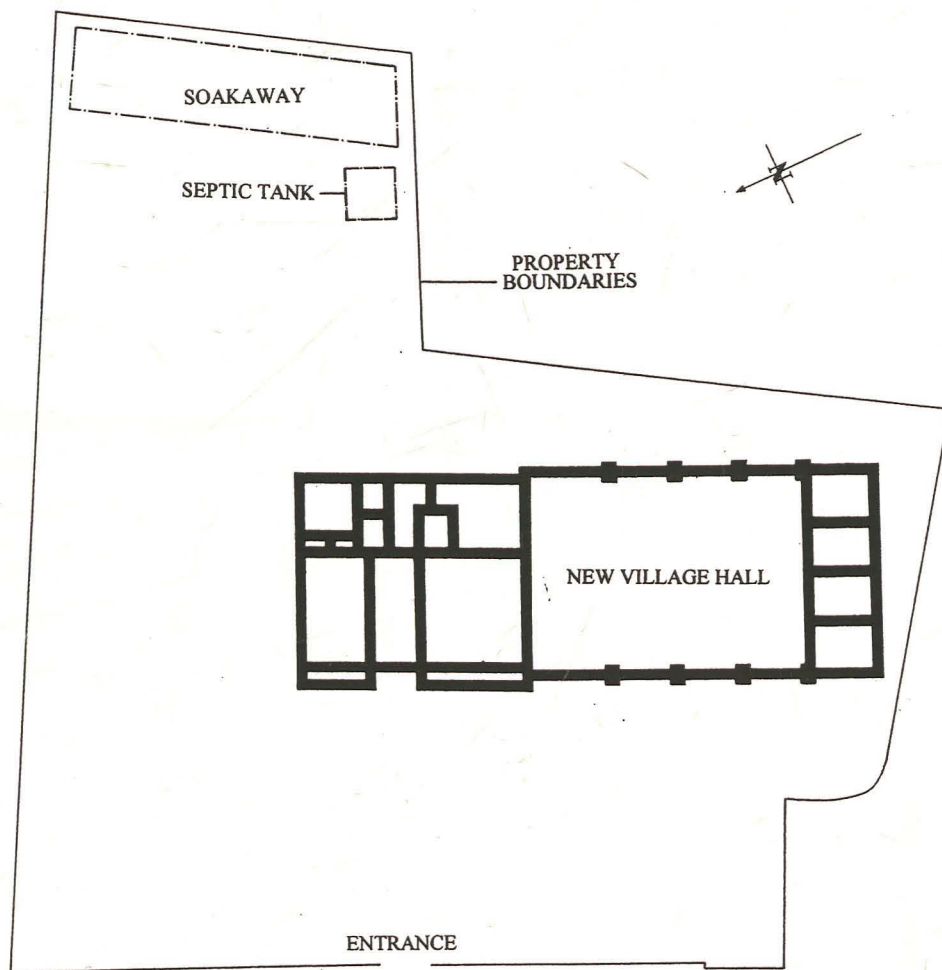 SOAKAWAY
SEPTIC TANK
N
PROPERTY
BOUNDARIES
NEW VILLAGE HALL
ENTRANCE